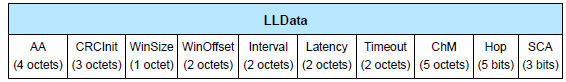 LLData
AA CRCInit WinSize WinOffset Interval Latency Timeout ChM Hop SCA
(4 octets) (3 octets) (1 octet) (2 octets) (2 octets) (2 octets) (2 octets) (5 octets) (5 bits) (3 bits)